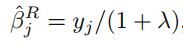 β̂ⱼᴿ = yⱼ/(1 + λ),